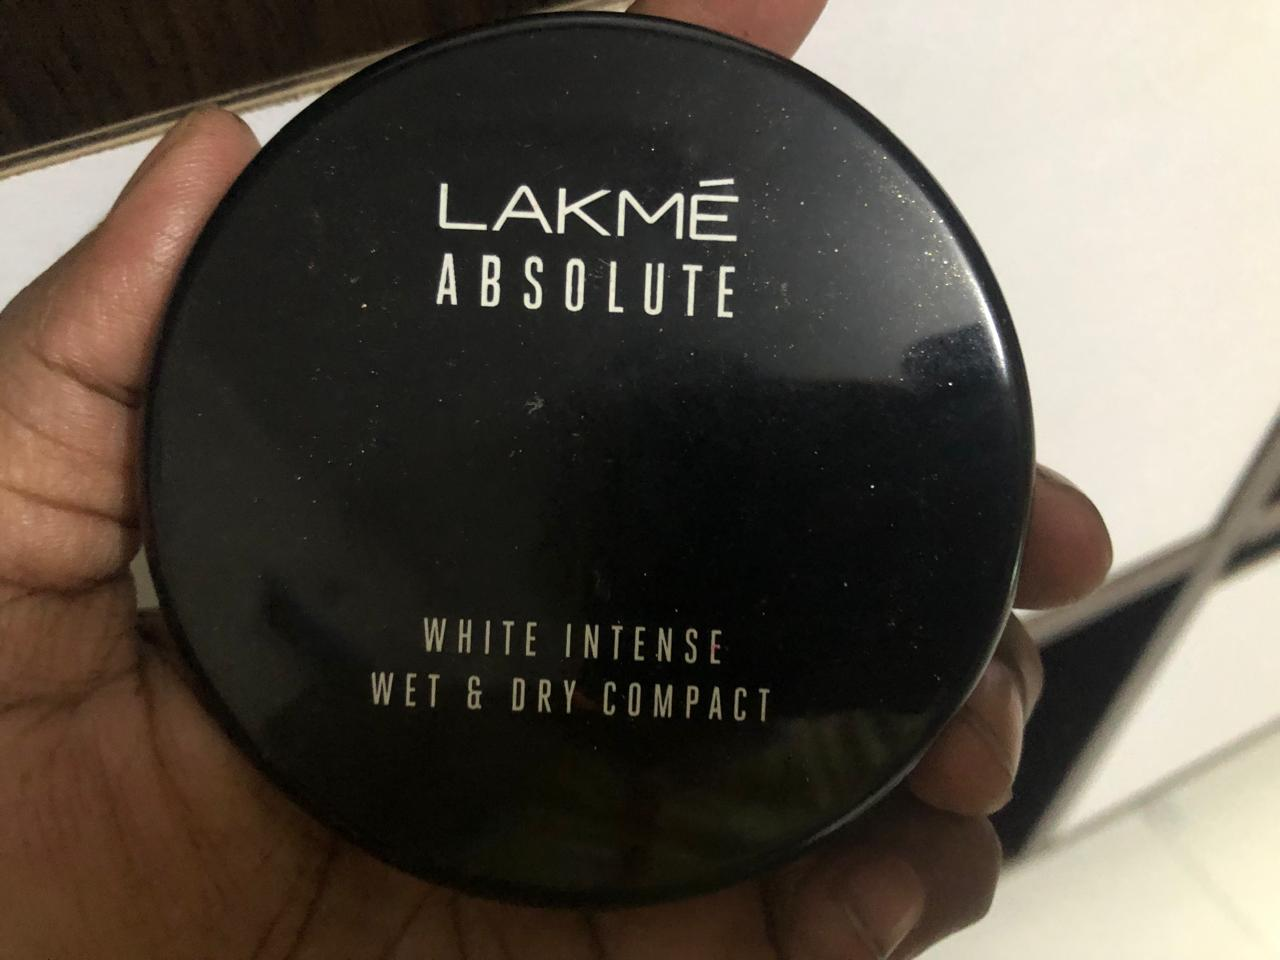 LAKMÉ
ABSOLUTE
WHITE INTENSE
WET & DRY COMPACT